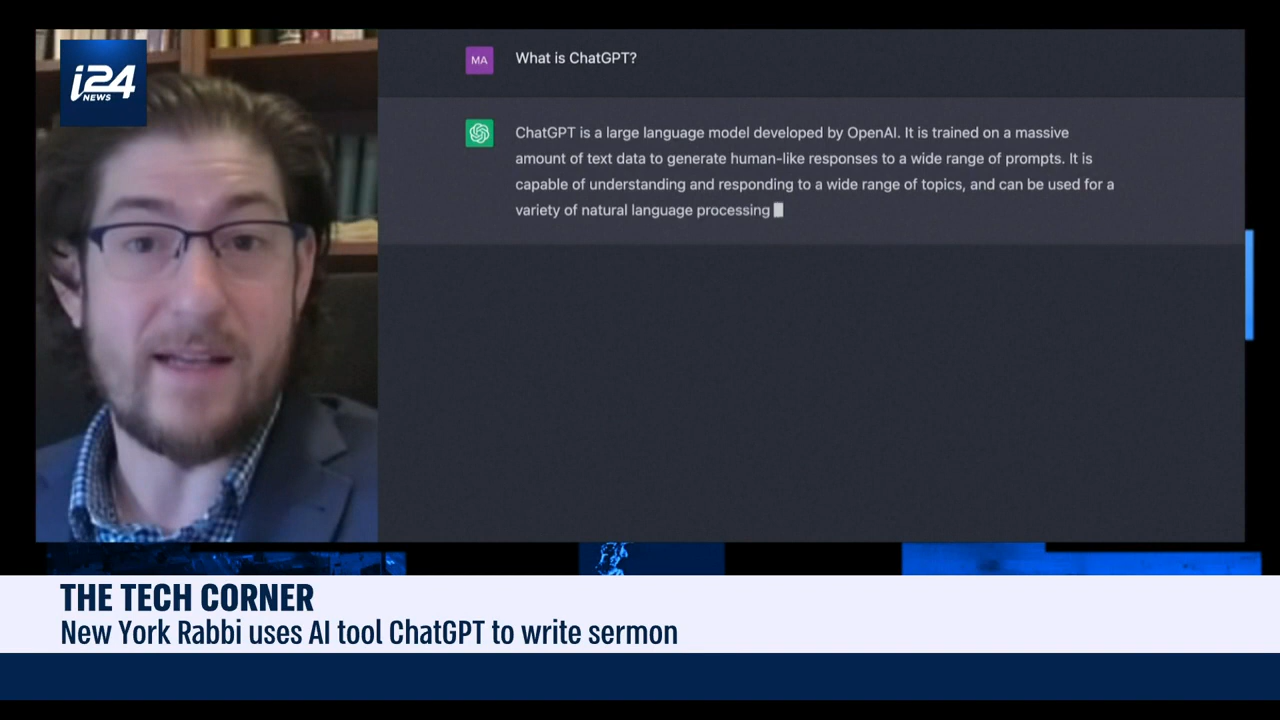 i24
NEWS
MA
What is ChatGPT?
ChatGPT is a large language model developed by OpenAI. It is trained on a massive
amount of text data to generate human-like responses to a wide range of prompts. It is
capable of understanding and responding to a wide range of topics, and can be used for a
variety of natural language processing
THE TECH CORNER
New York Rabbi uses AI tool ChatGPT to write sermon